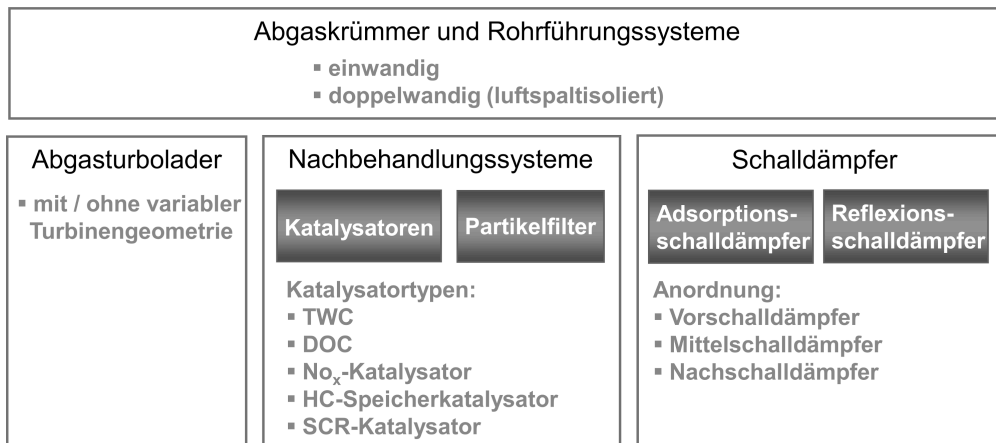 Abgaskrümmer und Rohrführungssysteme
▪ einwandig
▪ doppelwandig (luftspaltisoliert)
Abgasturbolader
▪ mit / ohne variabler
Turbinengeometrie
Nachbehandlungssysteme
Katalysatoren
Partikelfilter
Katalysatortypen:
▪ TWC
▪ DOC
▪ Noₓ-Katalysator
▪ HC-Speicherkatalysator
▪ SCR-Katalysator
Schalldämpfer
Adsorptions-
schalldämpfer
Reflexions-
schalldämpfer
Anordnung:
▪ Vorschalldämpfer
▪ Mittelschalldämpfer
▪ Nachschalldämpfer